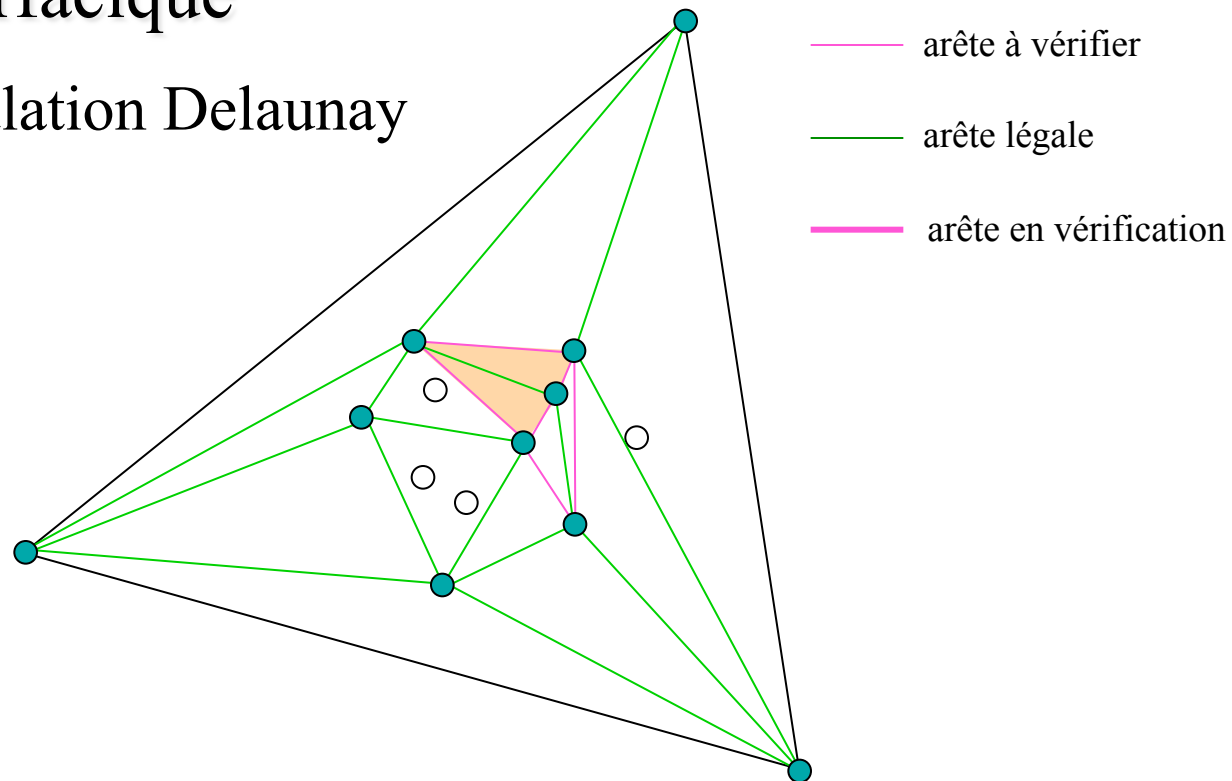 lation Delaunay
arête à vérifier
arête légale
arête en vérification